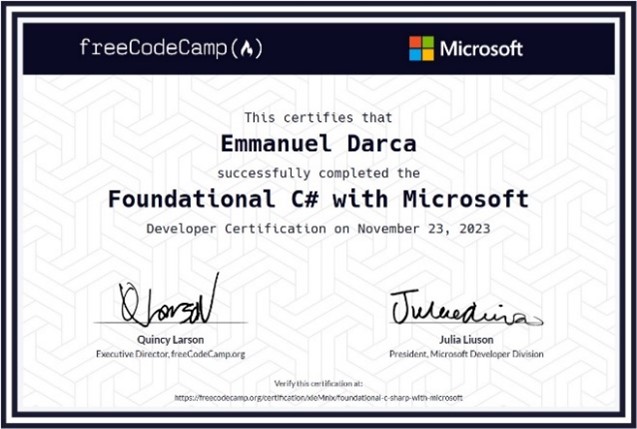 freeCodeCamp(🔥)
Microsoft
This certifies that
Emmanuel Darca
successfully completed the
Foundational C# with Microsoft
Developer Certification on November 23, 2023
Quincy Larson
Executive Director, freeCodeCamp.org
Julia Liuson
President, Microsoft Developer Division
Verify this certification at: